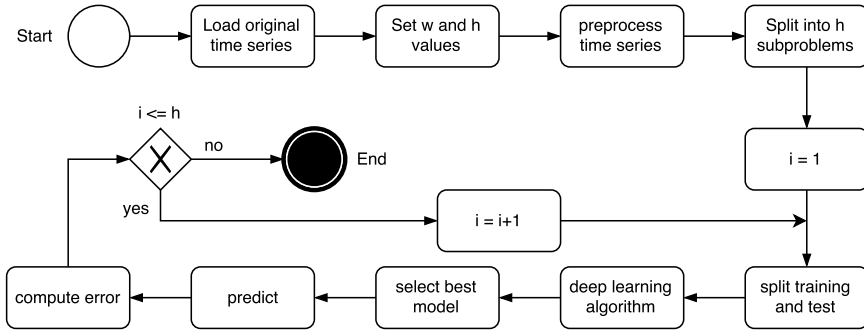 Start
Load original
time series
Set w and h
values
preprocess
time series
Split into h
subproblems
i <= h
no
End
i = 1
yes
i = i+1
compute error
predict
select best
model
deep learning
algorithm
split training
and test